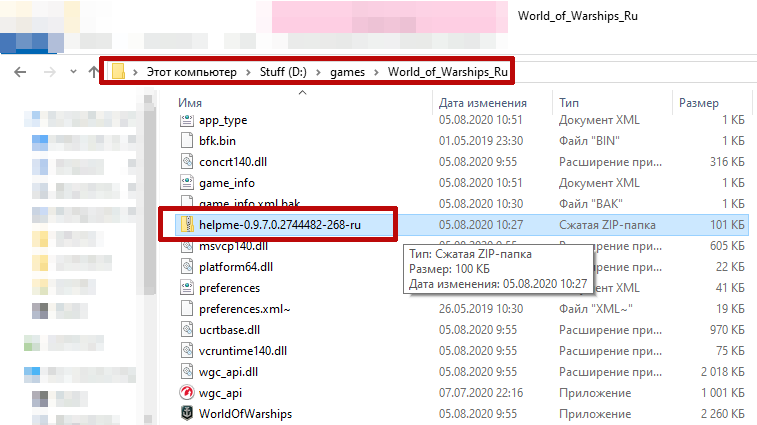 World_of_Warships_Ru
Этот компьютер > Stuff (D:) > games > World_of_Warships_Ru
Имя Дата изменения Тип Размер
app_type 05.08.2020 10:51 Документ XML 1 КБ
bfk.bin 01.05.2019 23:30 Файл "BIN" 1 КБ
concrt140.dll 05.08.2020 9:55 Расширение при... 316 КБ
game_info 05.08.2020 10:51 Документ XML 1 КБ
game_info.xml.bak 05.08.2020 9:55 Файл "BAK" 1 КБ
helpme-0.9.7.0.2744482-268-ru 05.08.2020 10:27 Сжатая ZIP-папка 101 КБ
msvcp140.dll 05.08.2020 9:55 Расширение при... 605 КБ
Тип: Сжатая ZIP-папка
Размер: 100 КБ
Дата изменения: 05.08.2020 10:27
platform64.dll 22 КБ
preferences 41 КБ
preferences.xml~ 26.05.2019 10:30 Файл "XML~" 19 КБ
ucrtbase.dll 05.08.2020 9:55 Расширение при... 970 КБ
vcruntime140.dll 05.08.2020 9:55 Расширение при... 75 КБ
wgc_api.dll 05.08.2020 9:55 Расширение при... 2 018 КБ
wgc_api 07.07.2020 22:16 Приложение 1 001 КБ
WorldOfWarships 05.08.2020 9:55 Приложение 2 260 КБ